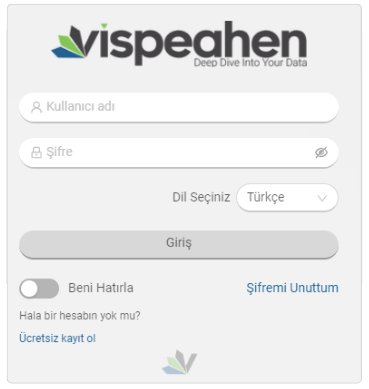 vispeahen
Deep Dive Into Your Data
Kullanıcı adı
Şifre
Dil Seçiniz Türkçe
Giriş
Beni Hatırla Şifremi Unuttum
Hala bir hesabın yok mu?
Ücretsiz kayıt ol